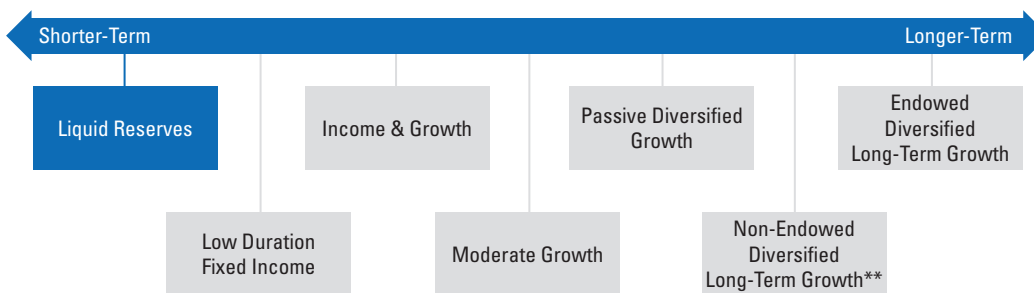 Shorter-Term
Longer-Term
Liquid Reserves
Income & Growth
Passive Diversified
Growth
Endowed
Diversified
Long-Term Growth
Low Duration
Fixed Income
Moderate Growth
Non-Endowed
Diversified
Long-Term Growth**